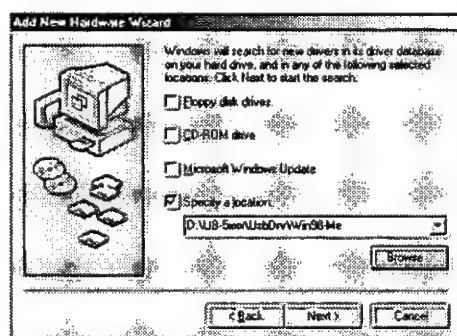 Add New Hardware Wizard
Windows will search for new drivers in its driver database
on your hard drive, and in any of the following selected
locations. Click Next to start the search.
Floppy disk drives
CD-ROM drive
Microsoft Windows Update
Specify a location:
Browse...
< Back
Next >
Cancel